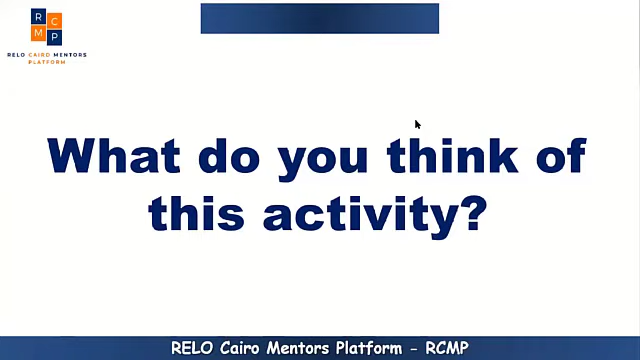 R C
M P
RELO CAIRO MENTORS
PLATFORM
What do you think of
this activity?
RELO Cairo Mentors Platform - RCMP